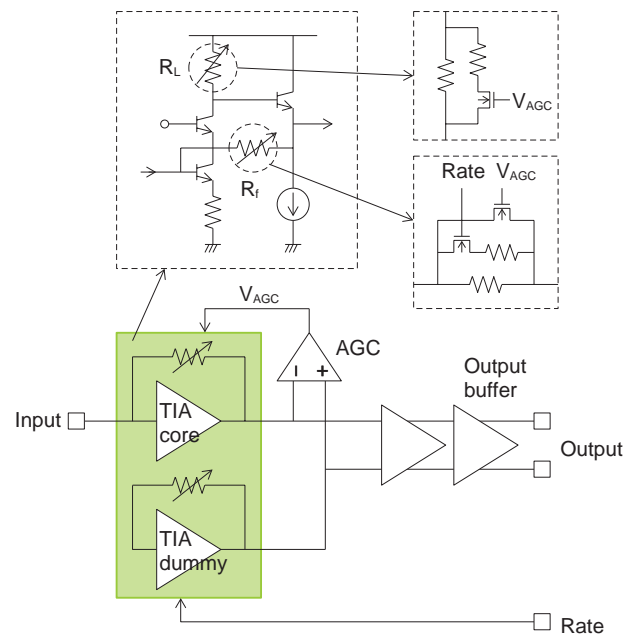 R_L
V_AGC
R_f
Rate V_AGC
V_AGC
AGC
Output
buffer
Input
TIA
core
Output
TIA
dummy
Rate